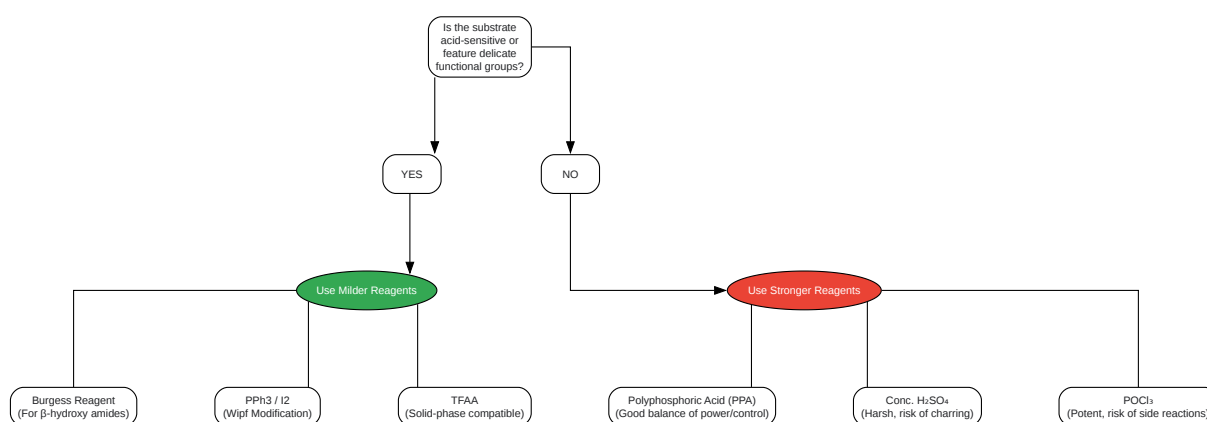 Is the substrate
acid-sensitive or
feature delicate
functional groups?
YES
NO
Use Milder Reagents
Use Stronger Reagents
Burgess Reagent
(For β-hydroxy amides)
PPh3 / I2
(Wipf Modification)
TFAA
(Solid-phase compatible)
Polyphosphoric Acid (PPA)
(Good balance of power/control)
Conc. H₂SO₄
(Harsh, risk of charring)
POCl₃
(Potent, risk of side reactions)